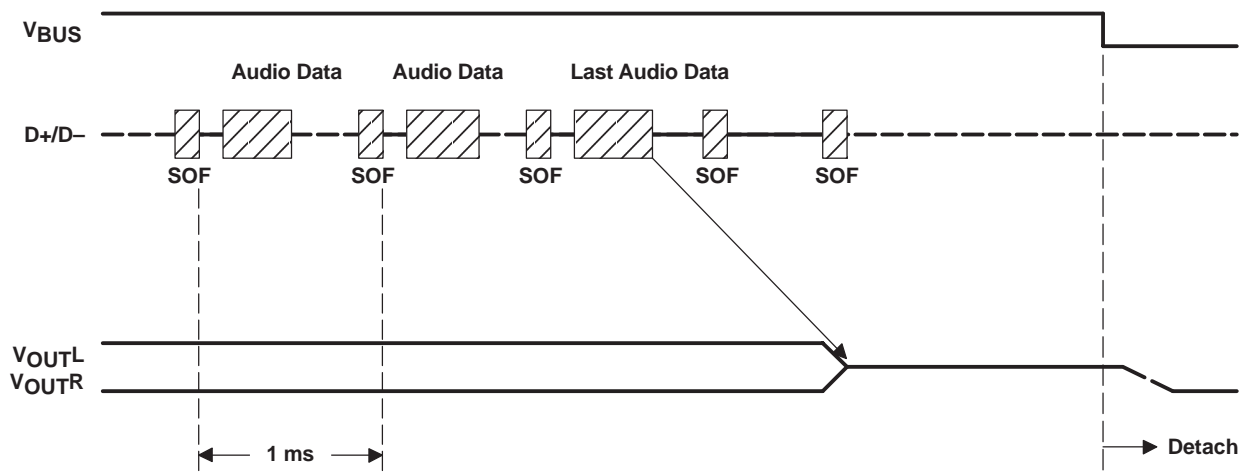 VBUS
Audio Data Audio Data Last Audio Data
D+/D–
SOF SOF SOF SOF SOF
VOUTL
VOUTR
1 ms
Detach